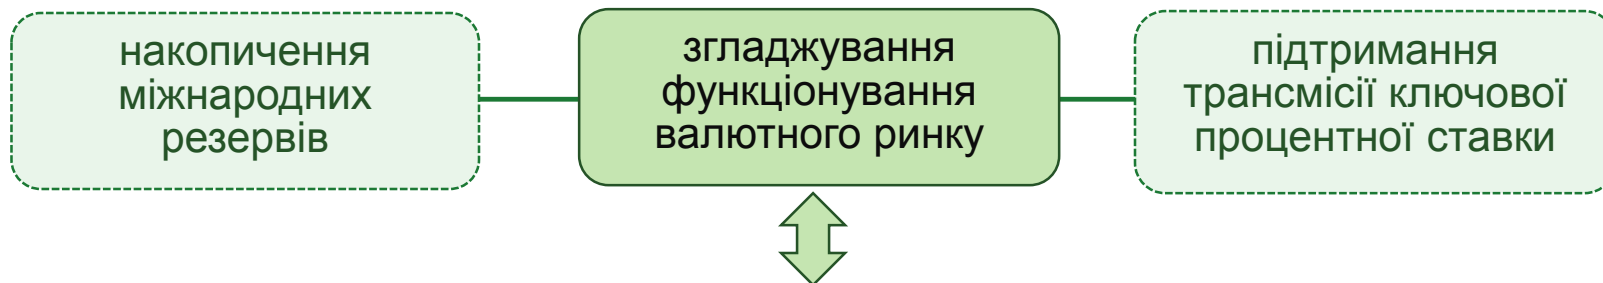 накопичення
міжнародних
резервів
згладжування
функціонування
валютного ринку
підтримання
трансмісії ключової
процентної ставки